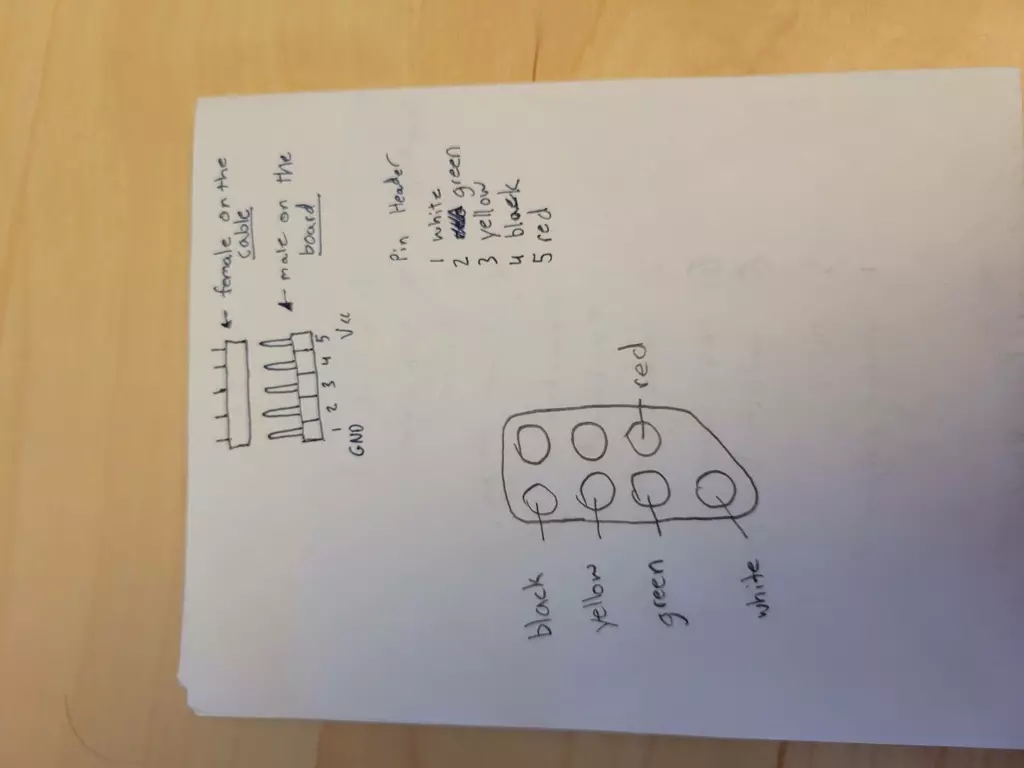 ← female on the
cable
← male on the
board
1 2 3 4 5
GND Vcc
Pin Header
1 white
2 green
3 yellow
4 black
5 red
red
black
yellow
green
white